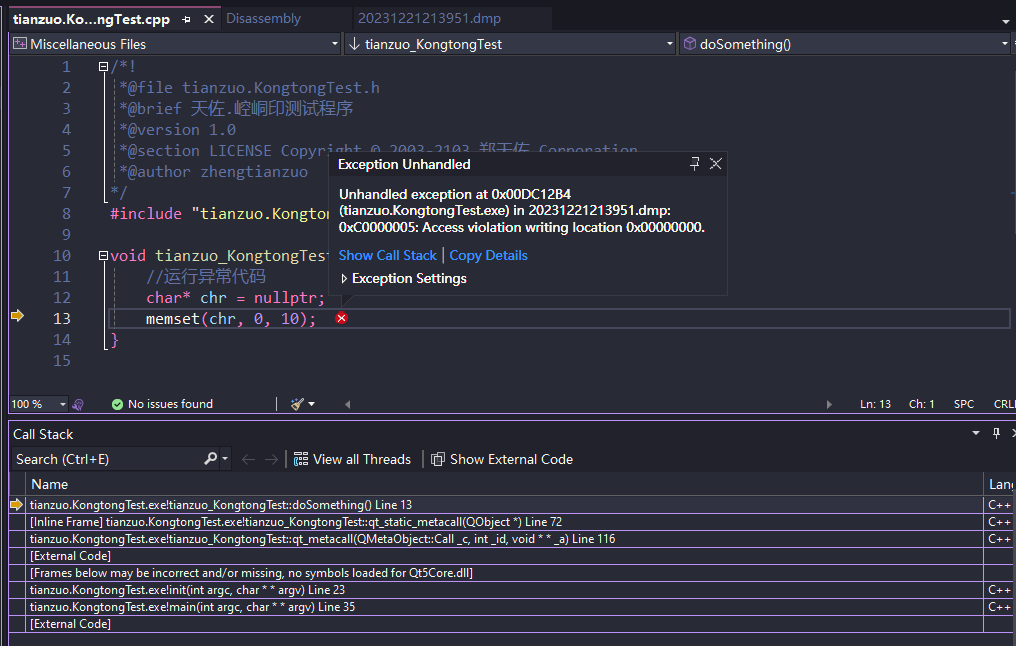 tianzuo.Ko...ngTest.cpp Disassembly 20231221213951.dmp
Miscellaneous Files tianzuo_KongtongTest doSomething()
1 /*!
2 *@file tianzuo.KongtongTest.h
3 *@brief 天佐.崆峒印测试程序
4 *@version 1.0
5 *@section LICENSE Copyright © 2003-2103 郑天佐 Corporation
6 *@author zhengtianzuo
7 */
8 #include "tianzuo.Kongton
9
10 void tianzuo_KongtongTest
11 //运行异常代码
12 char* chr = nullptr;
13 memset(chr, 0, 10);
14 }
15
Exception Unhandled
Unhandled exception at 0x00DC12B4
(tianzuo.KongtongTest.exe) in 20231221213951.dmp:
0xC0000005: Access violation writing location 0x00000000.
Show Call Stack | Copy Details
Exception Settings
100 % No issues found Ln: 13 Ch: 1 SPC CRL
Call Stack
Search (Ctrl+E) View all Threads Show External Code
Name Lang
tianzuo.KongtongTest.exe!tianzuo_KongtongTest::doSomething() Line 13 C++
[Inline Frame] tianzuo.KongtongTest.exe!tianzuo_KongtongTest::qt_static_metacall(QObject *) Line 72 C++
tianzuo.KongtongTest.exe!tianzuo_KongtongTest::qt_metacall(QMetaObject::Call _c, int _id, void * * _a) Line 116 C++
[External Code]
[Frames below may be incorrect and/or missing, no symbols loaded for Qt5Core.dll]
tianzuo.KongtongTest.exe!init(int argc, char * * argv) Line 23 C++
tianzuo.KongtongTest.exe!main(int argc, char * * argv) Line 35 C++
[External Code]